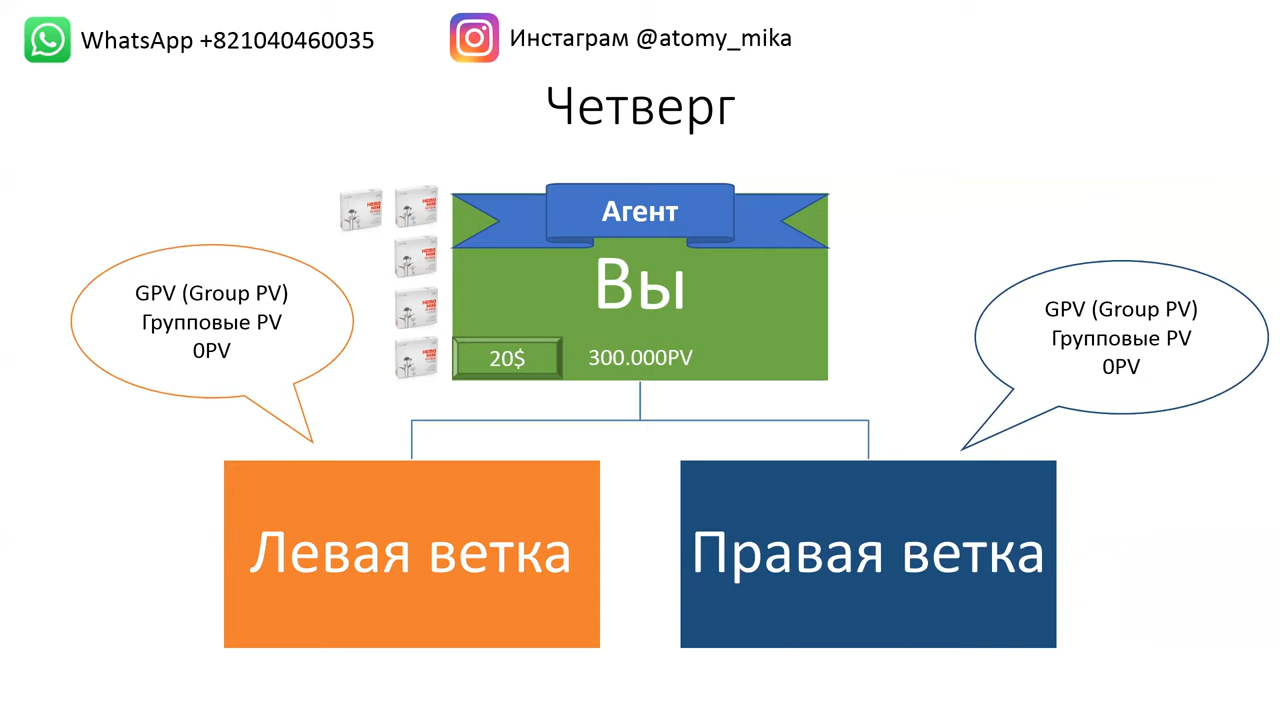 WhatsApp +821040460035
Инстаграм @atomy_mika
Четверг
Агент
Вы
20$
300.000PV
GPV (Group PV)
Групповые PV
0PV
GPV (Group PV)
Групповые PV
0PV
Левая ветка
Правая ветка